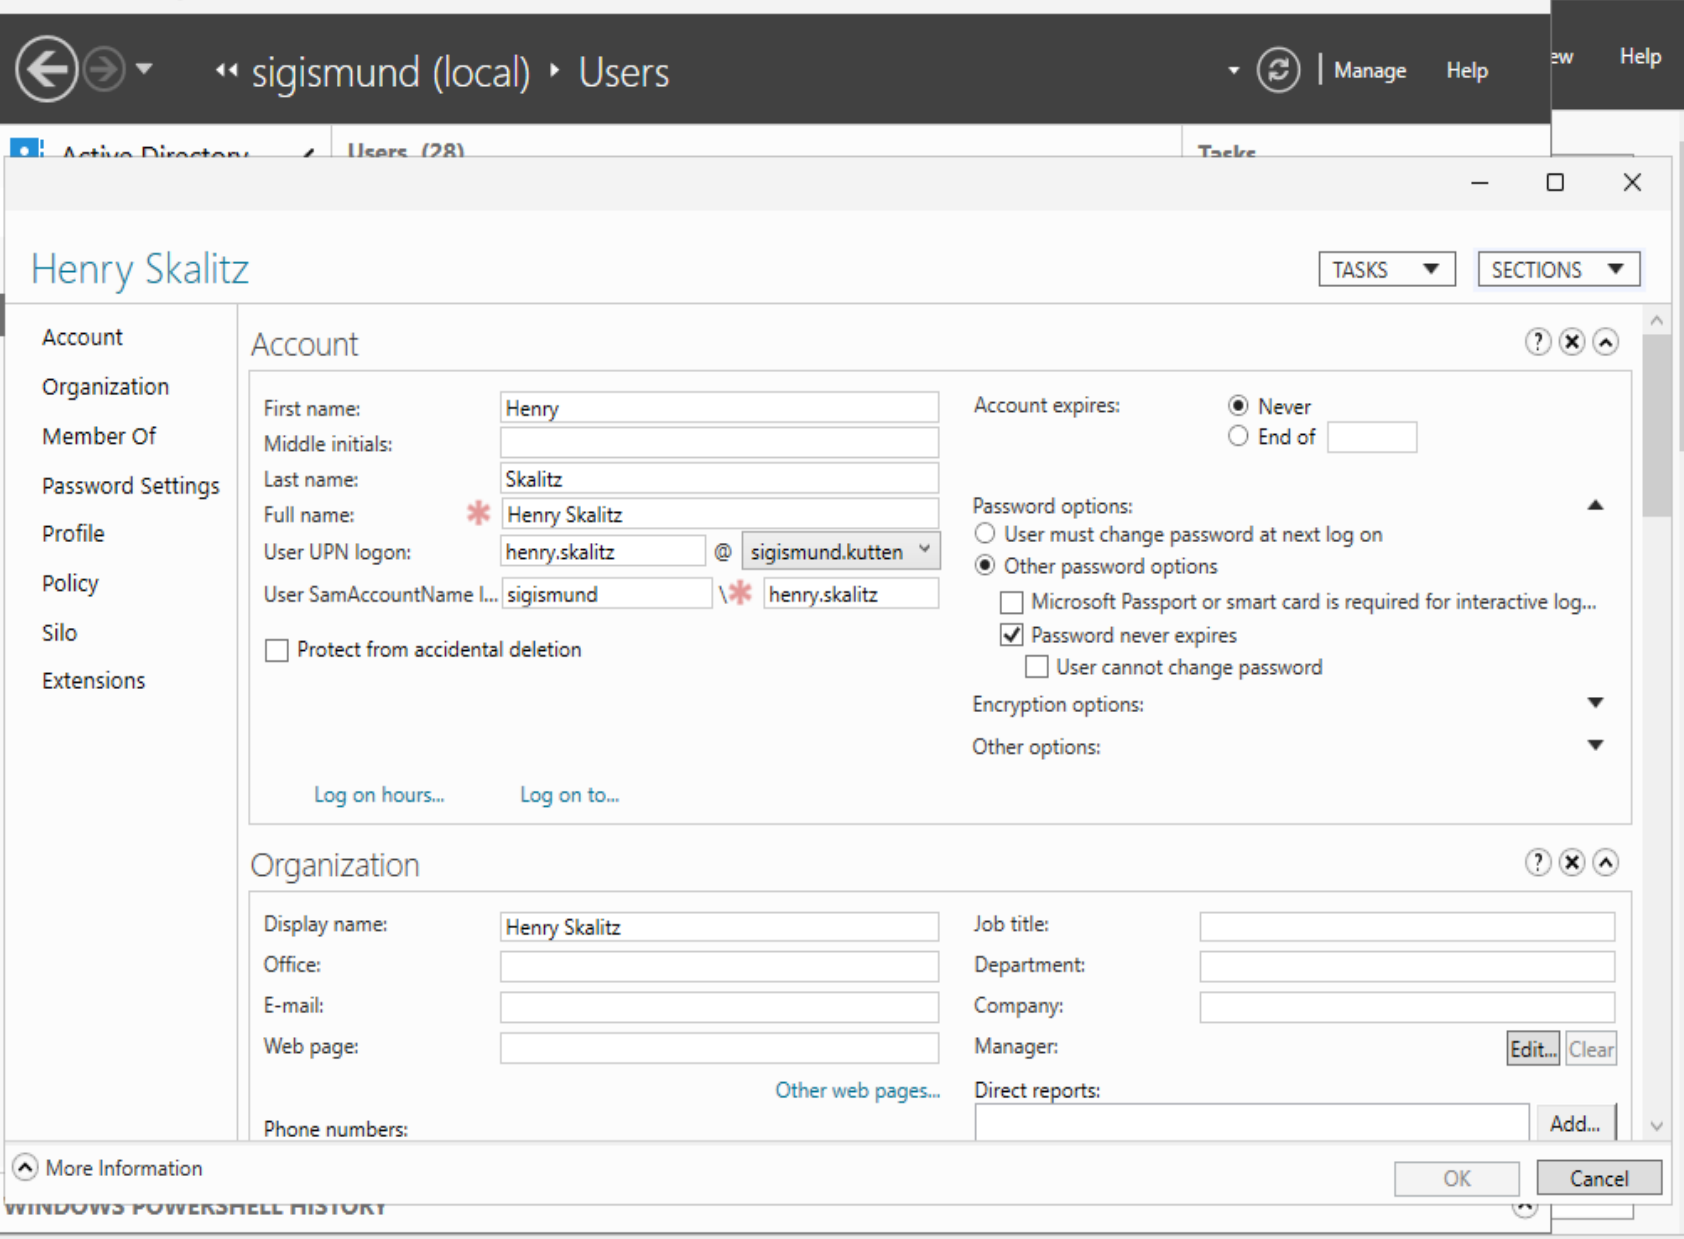 sigismund (local) Users
Manage Help
ew Help
Active Directory
Users (28)
Tasks
Henry Skalitz
TASKS
SECTIONS
Account
Organization
Member Of
Password Settings
Profile
Policy
Silo
Extensions
Account
First name: Henry
Middle initials:
Last name: Skalitz
Full name: * Henry Skalitz
User UPN logon: henry.skalitz @ sigismund.kutten
User SamAccountName l... sigismund \* henry.skalitz
Protect from accidental deletion
Log on hours...
Log on to...
Account expires: Never
End of
Password options:
User must change password at next log on
Other password options
Microsoft Passport or smart card is required for interactive log...
Password never expires
User cannot change password
Encryption options:
Other options:
Organization
Display name: Henry Skalitz
Office:
E-mail:
Web page:
Other web pages...
Phone numbers:
Job title:
Department:
Company:
Manager: Edit... Clear
Direct reports:
Add...
More Information
OK
Cancel
WINDOWS POWERSHELL HISTORY